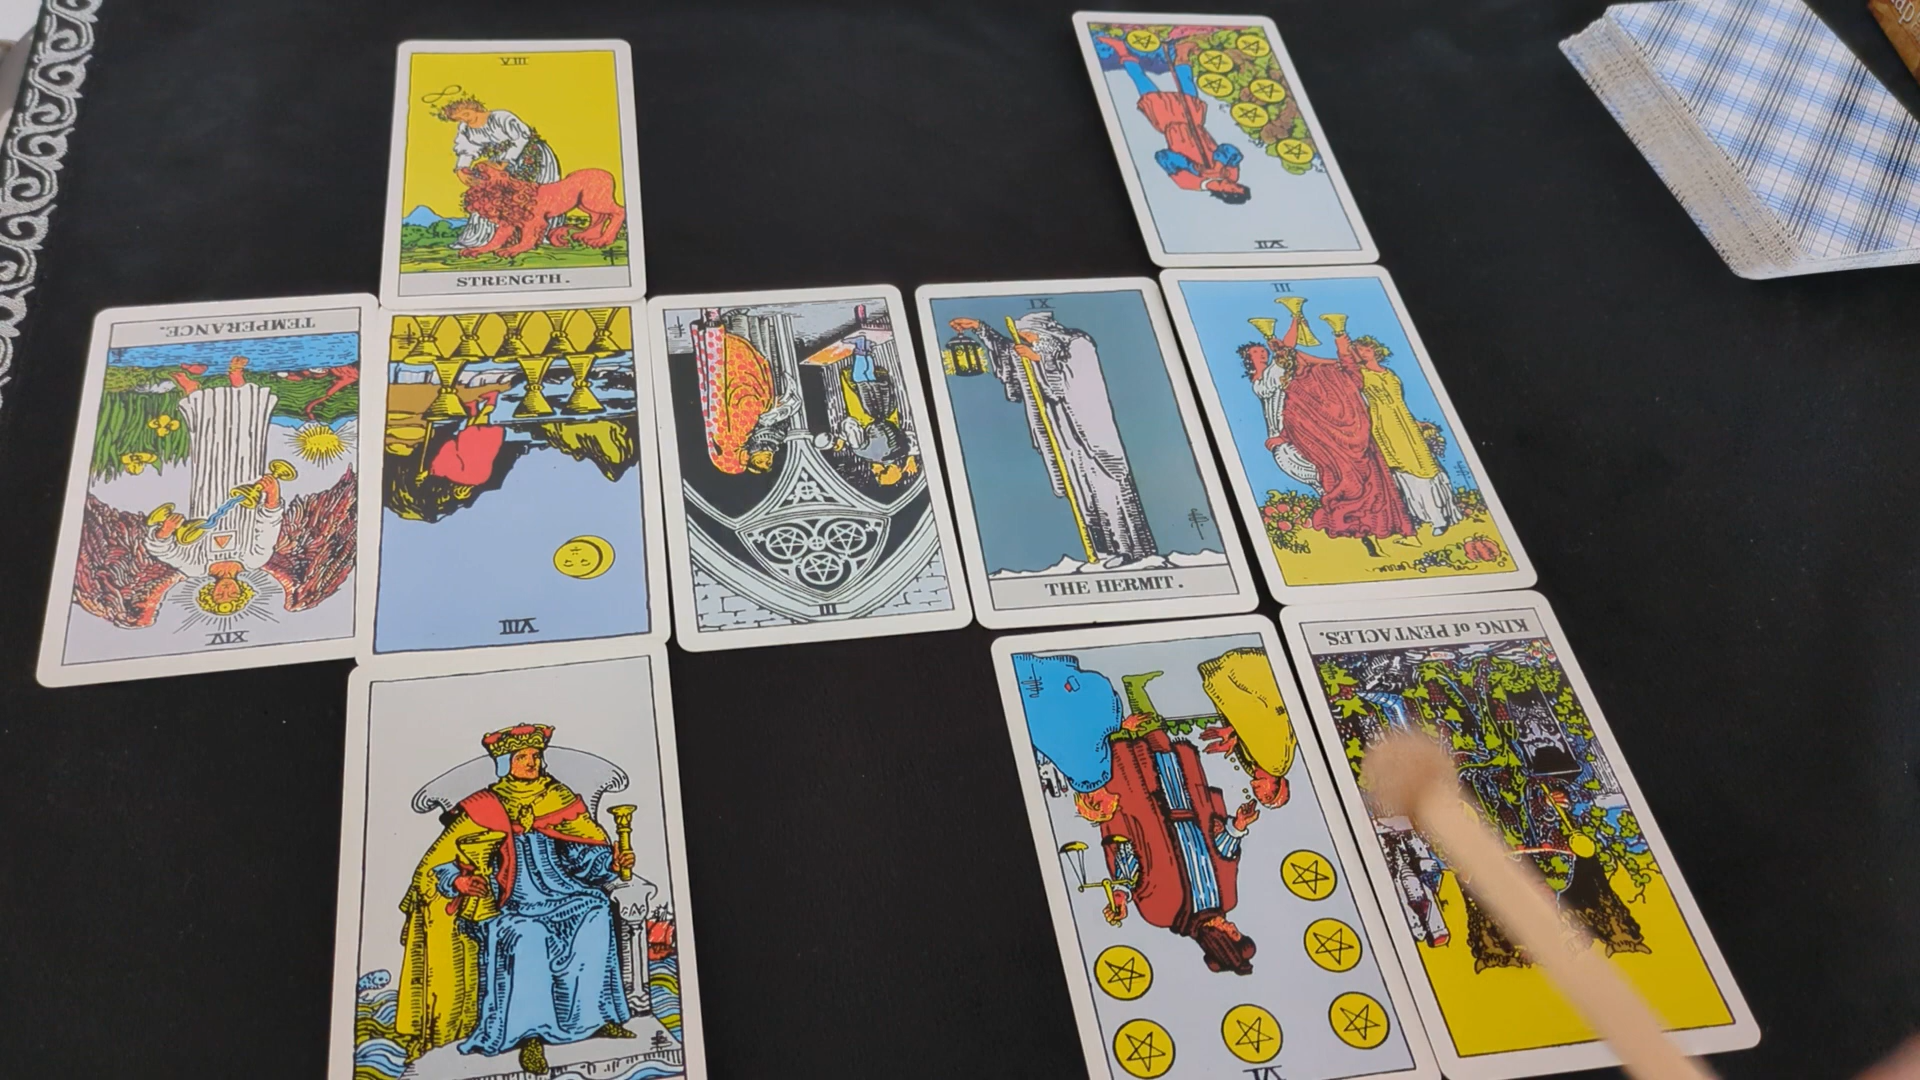 VIII
STRENGTH.
VII
TEMPERANCE.
XIV
VIII
III
IX
THE HERMIT.
III
KING of PENTACLES.
VI